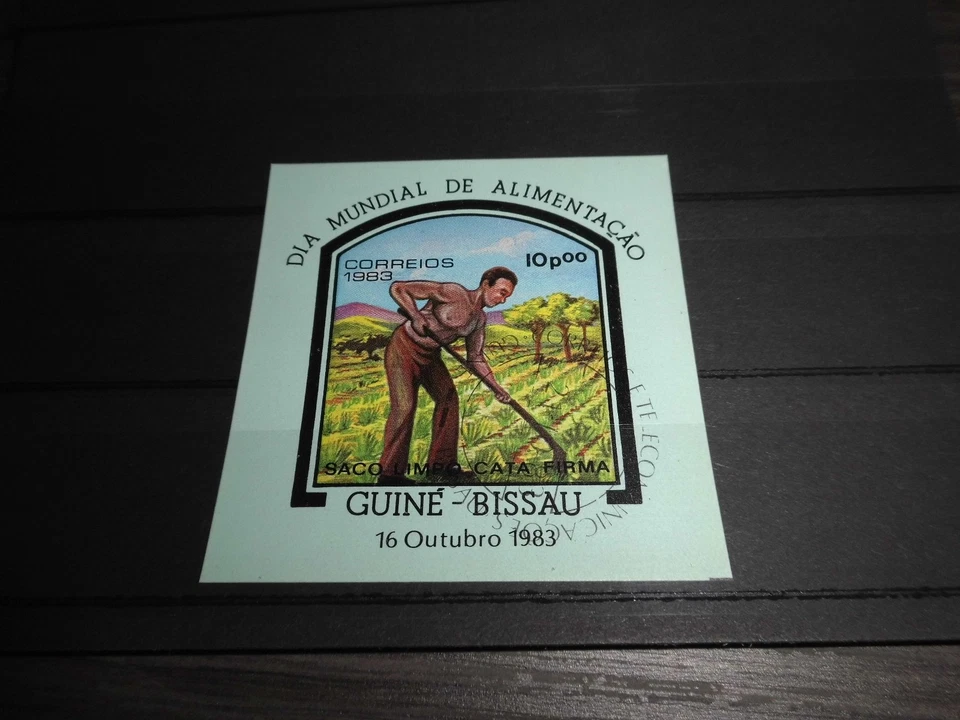 DIA MUNDIAL DE ALIMENTAÇÃO
CORREIOS
1983
10p00
SACO LIMPO CATA FIRMA
GUINÉ-BISSAU
16 Outubro 1983